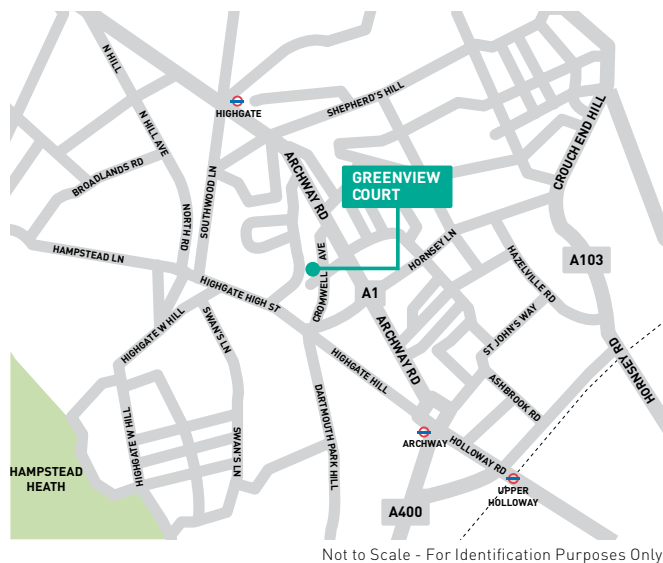 N HILL
N HILL AVE
BROADLANDS RD
NORTH RD
SOUTHWOOD LN
HIGHGATE
SHEPHERD'S HILL
CROUCH END HILL
ARCHWAY RD
GREENVIEW
COURT
HAMPSTEAD LN
HIGHGATE HIGH ST
CROMWELL AVE
HORNSEY LN
HAZELVILLE RD
A103
A1
HIGHGATE W HILL
SWAN'S LN
ARCHWAY RD
ST JOHN'S WAY
HORNSEY RD
HIGHGATE HILL
ASHBROOK RD
DARTMOUTH PARK HILL
HIGHGATE W HILL
SWAN'S LN
ARCHWAY
HOLLOWAY RD
HAMPSTEAD
HEATH
UPPER
HOLLOWAY
A400
Not to Scale - For Identification Purposes Only